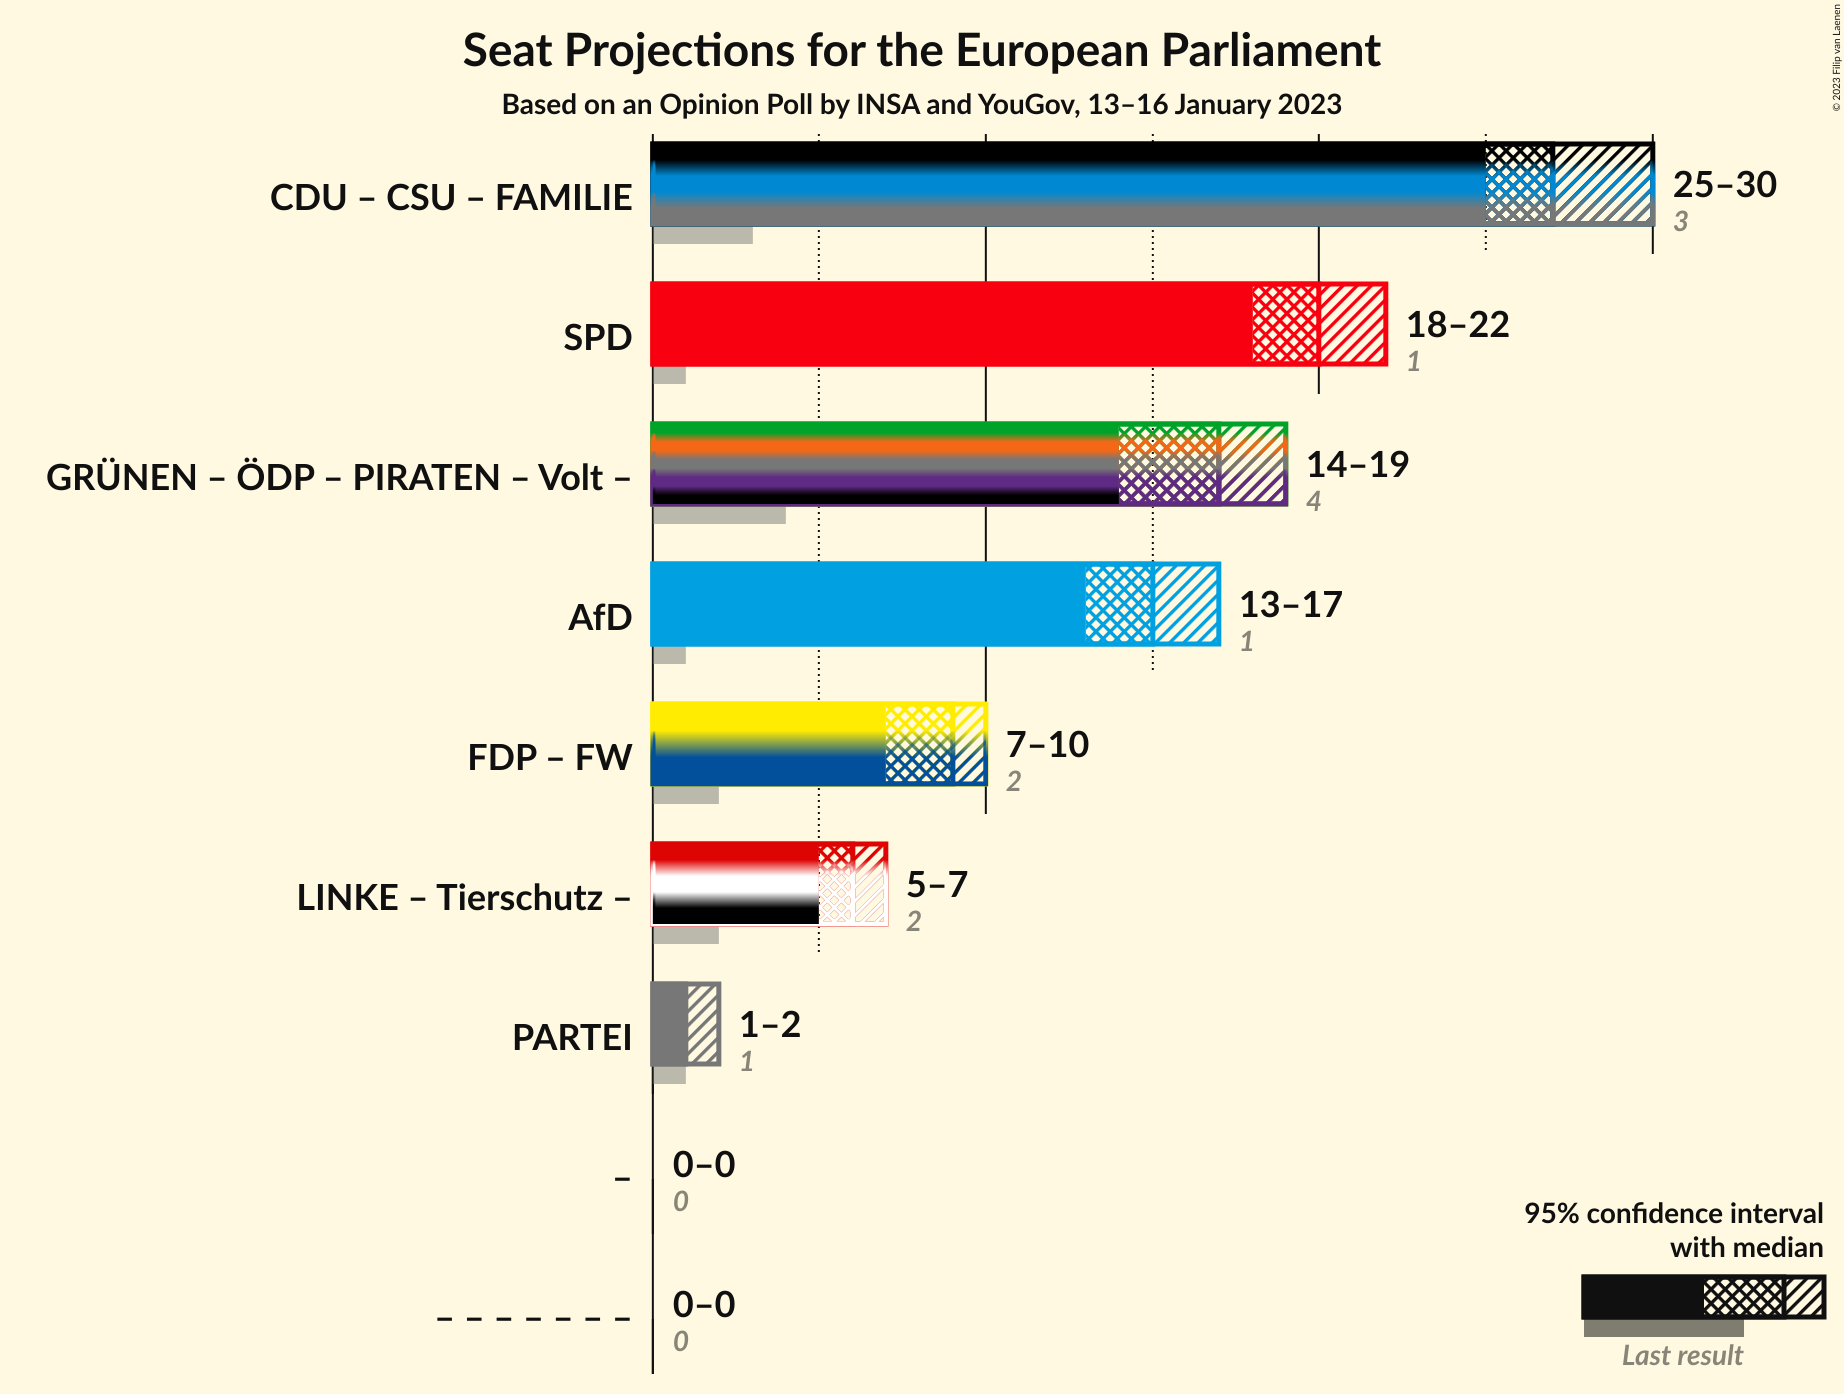 Seat Projections for the European Parliament
Based on an Opinion Poll by INSA and YouGov, 13–16 January 2023
© 2023 Filip van Laenen
CDU – CSU – FAMILIE
25–30
3
SPD
18–22
1
GRÜNEN – ÖDP – PIRATEN – Volt –
14–19
4
AfD
13–17
1
FDP – FW
7–10
2
LINKE – Tierschutz –
5–7
2
PARTEI
1–2
1
–
0–0
0
– – – – – – –
0–0
0
95% confidence interval
with median
Last result